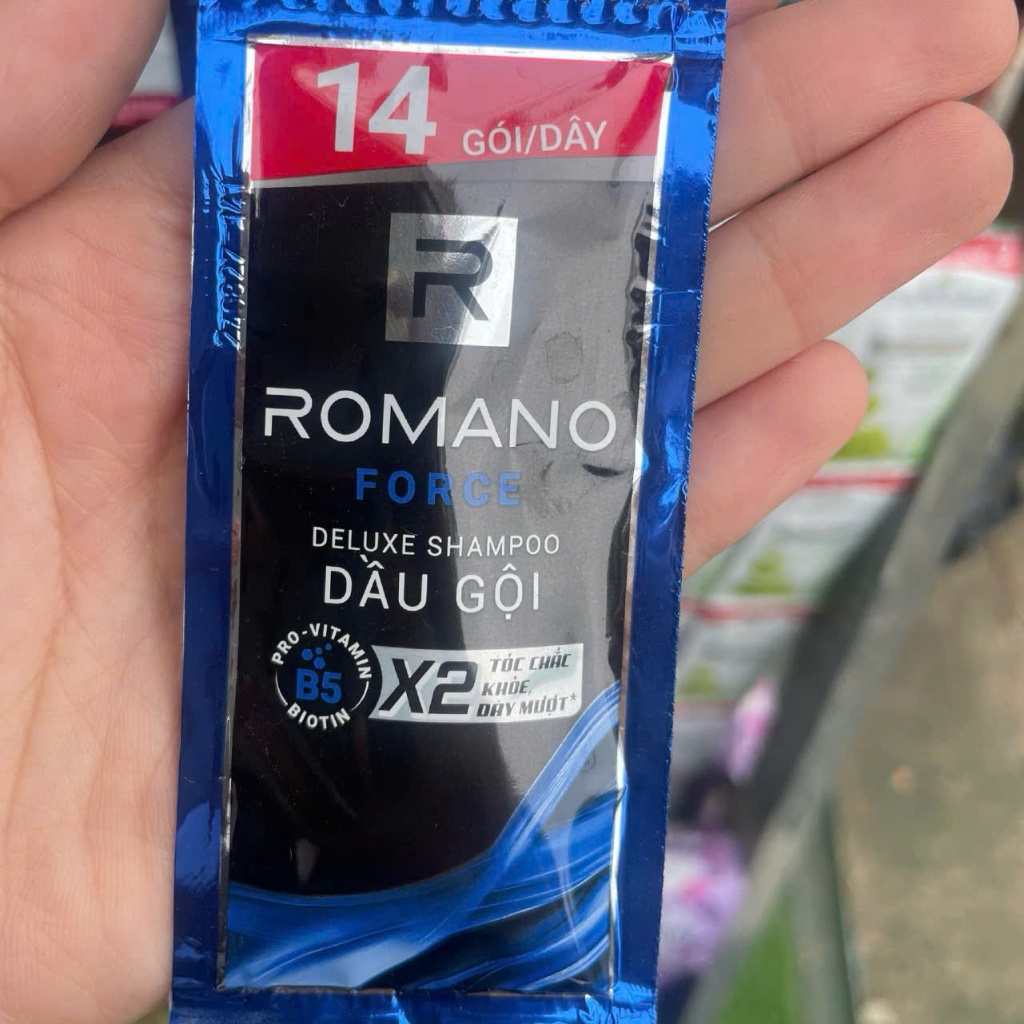 14 GÓI/DÂY
R
ROMANO
FORCE
DELUXE SHAMPOO
DẦU GỘI
PRO-VITAMIN
B5
BIOTIN
X2
TÓC CHẮC
KHỎE,
DÀY MƯỢT*